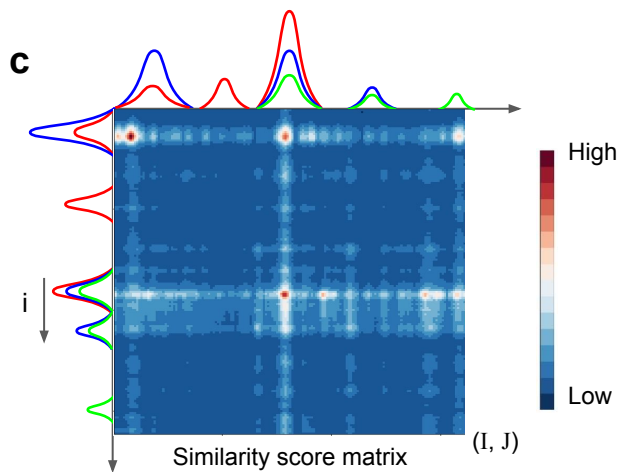 c
High
i
Low
(I, J)
Similarity score matrix